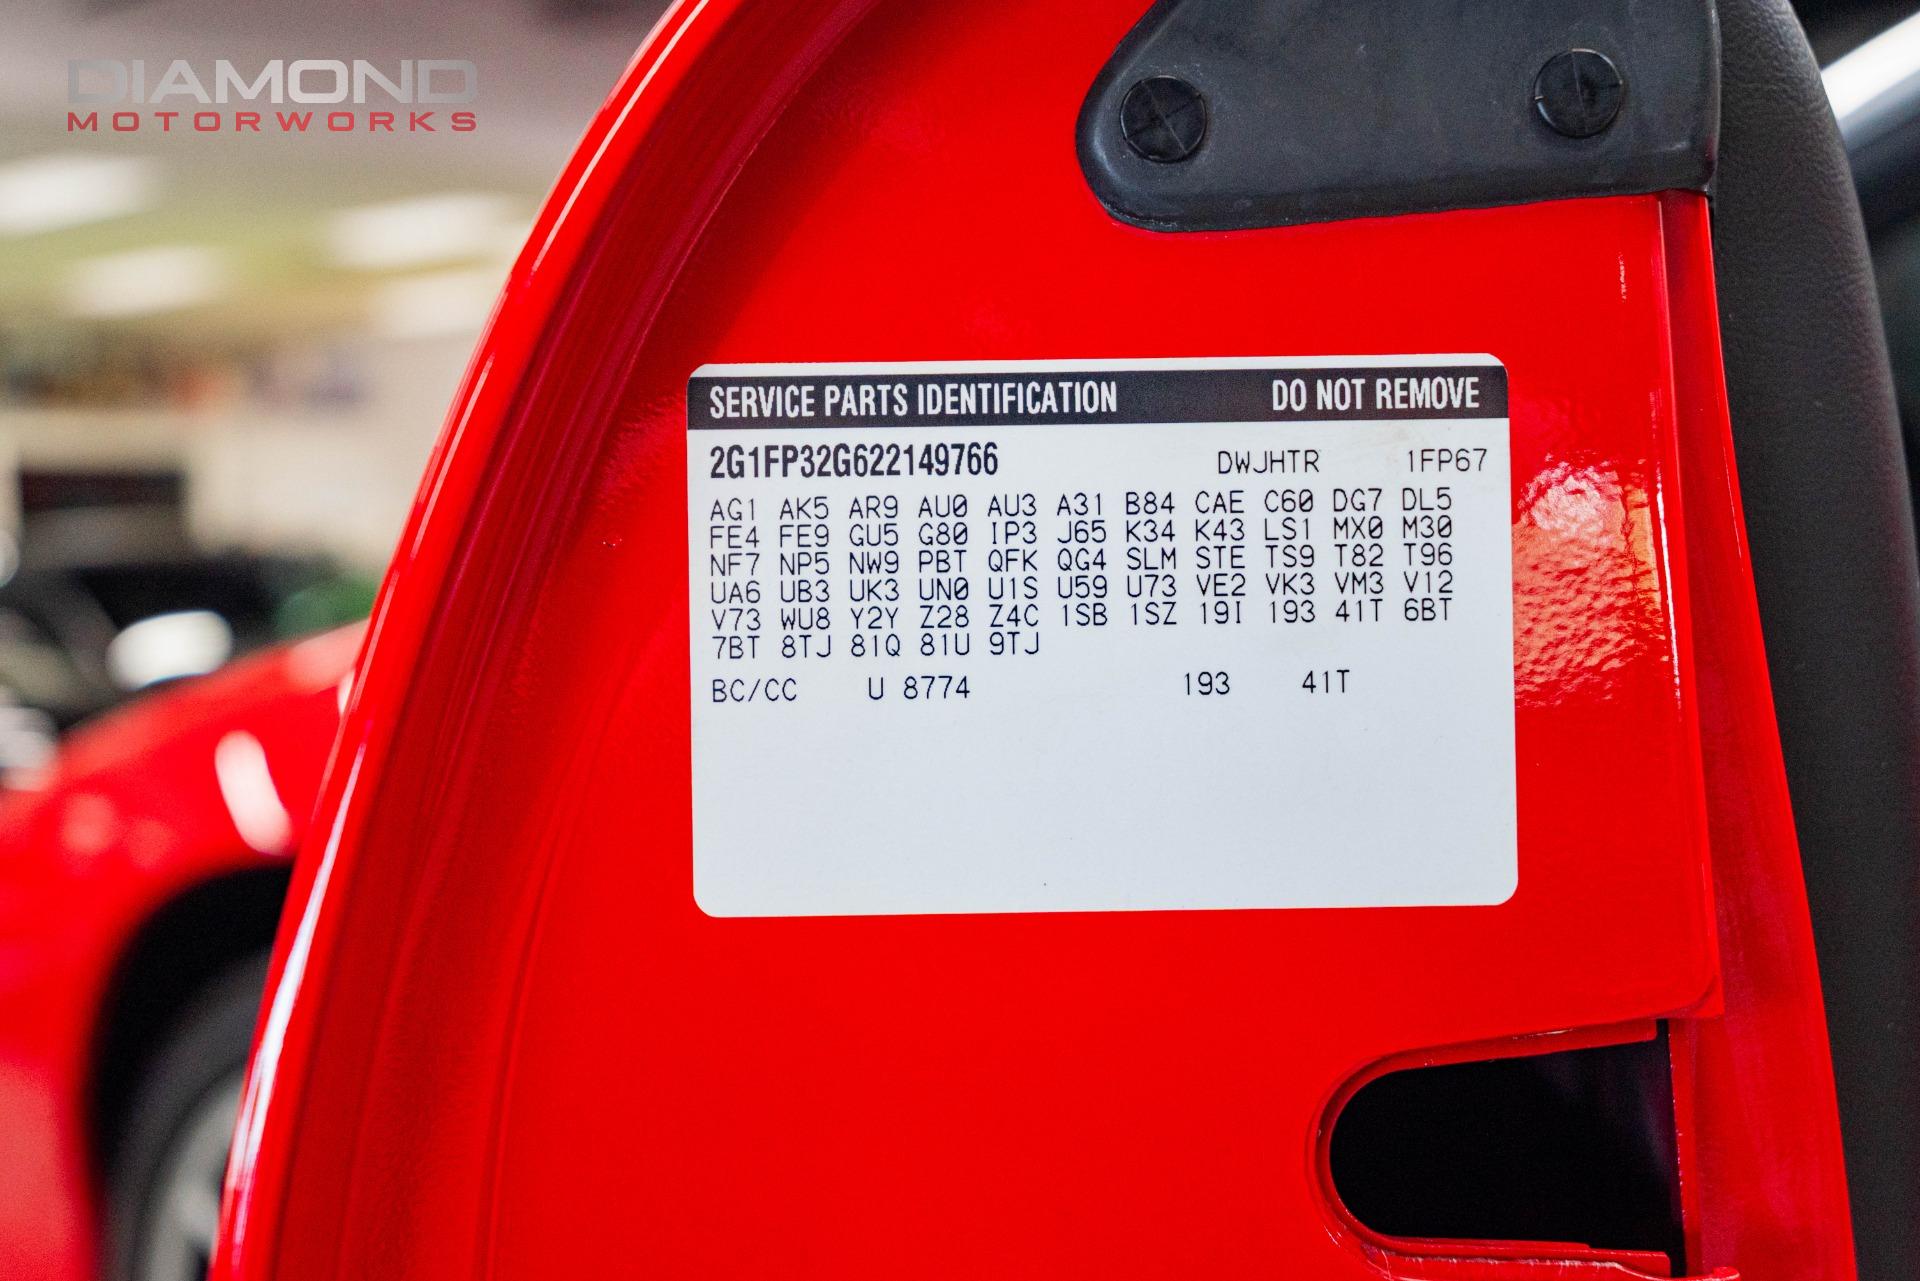 DIAMOND
MOTORWORKS
SERVICE PARTS IDENTIFICATION DO NOT REMOVE
2G1FP32G622149766 DWJHTR 1FP67
AG1 AK5 AR9 AU0 AU3 A31 B84 CAE C60 DG7 DL5
FE4 FE9 GU5 G80 IP3 J65 K34 K43 LS1 MX0 M30
NF7 NP5 NW9 PBT QFK QG4 SLM STE TS9 T82 T96
UA6 UB3 UK3 UN0 U1S U59 U73 VE2 VK3 VM3 V12
V73 WU8 Y2Y Z28 Z4C 1SB 1SZ 19I 193 41T 6BT
7BT 8TJ 81Q 81U 9TJ
BC/CC U 8774 193 41T